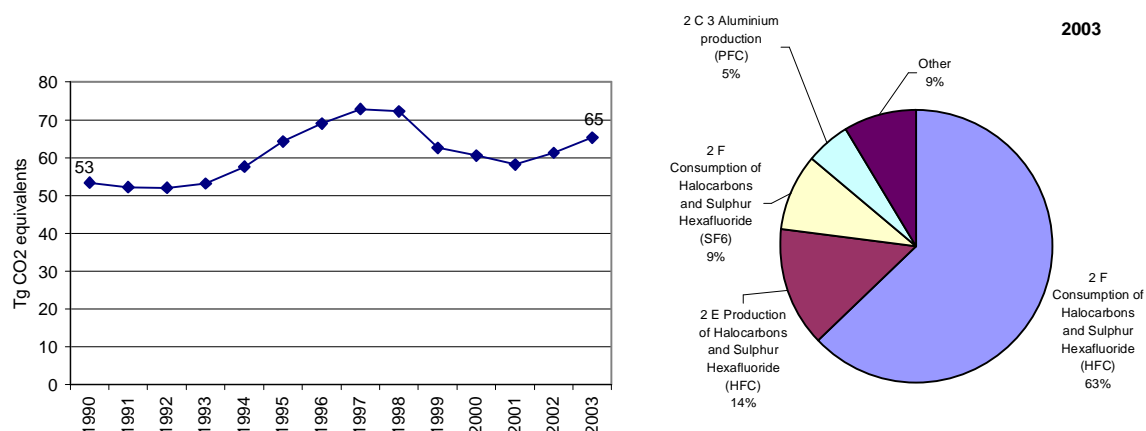 Tg CO2 equivalents
80
70
60
50
40
30
20
10
0
53
65
1990
1991
1992
1993
1994
1995
1996
1997
1998
1999
2000
2001
2002
2003
2003
2 C 3 Aluminium
production
(PFC)
5%
Other
9%
2 F
Consumption of
Halocarbons
and Sulphur
Hexafluoride
(SF6)
9%
2 E Production
of Halocarbons
and Sulphur
Hexafluoride
(HFC)
14%
2 F
Consumption of
Halocarbons
and Sulphur
Hexafluoride
(HFC)
63%